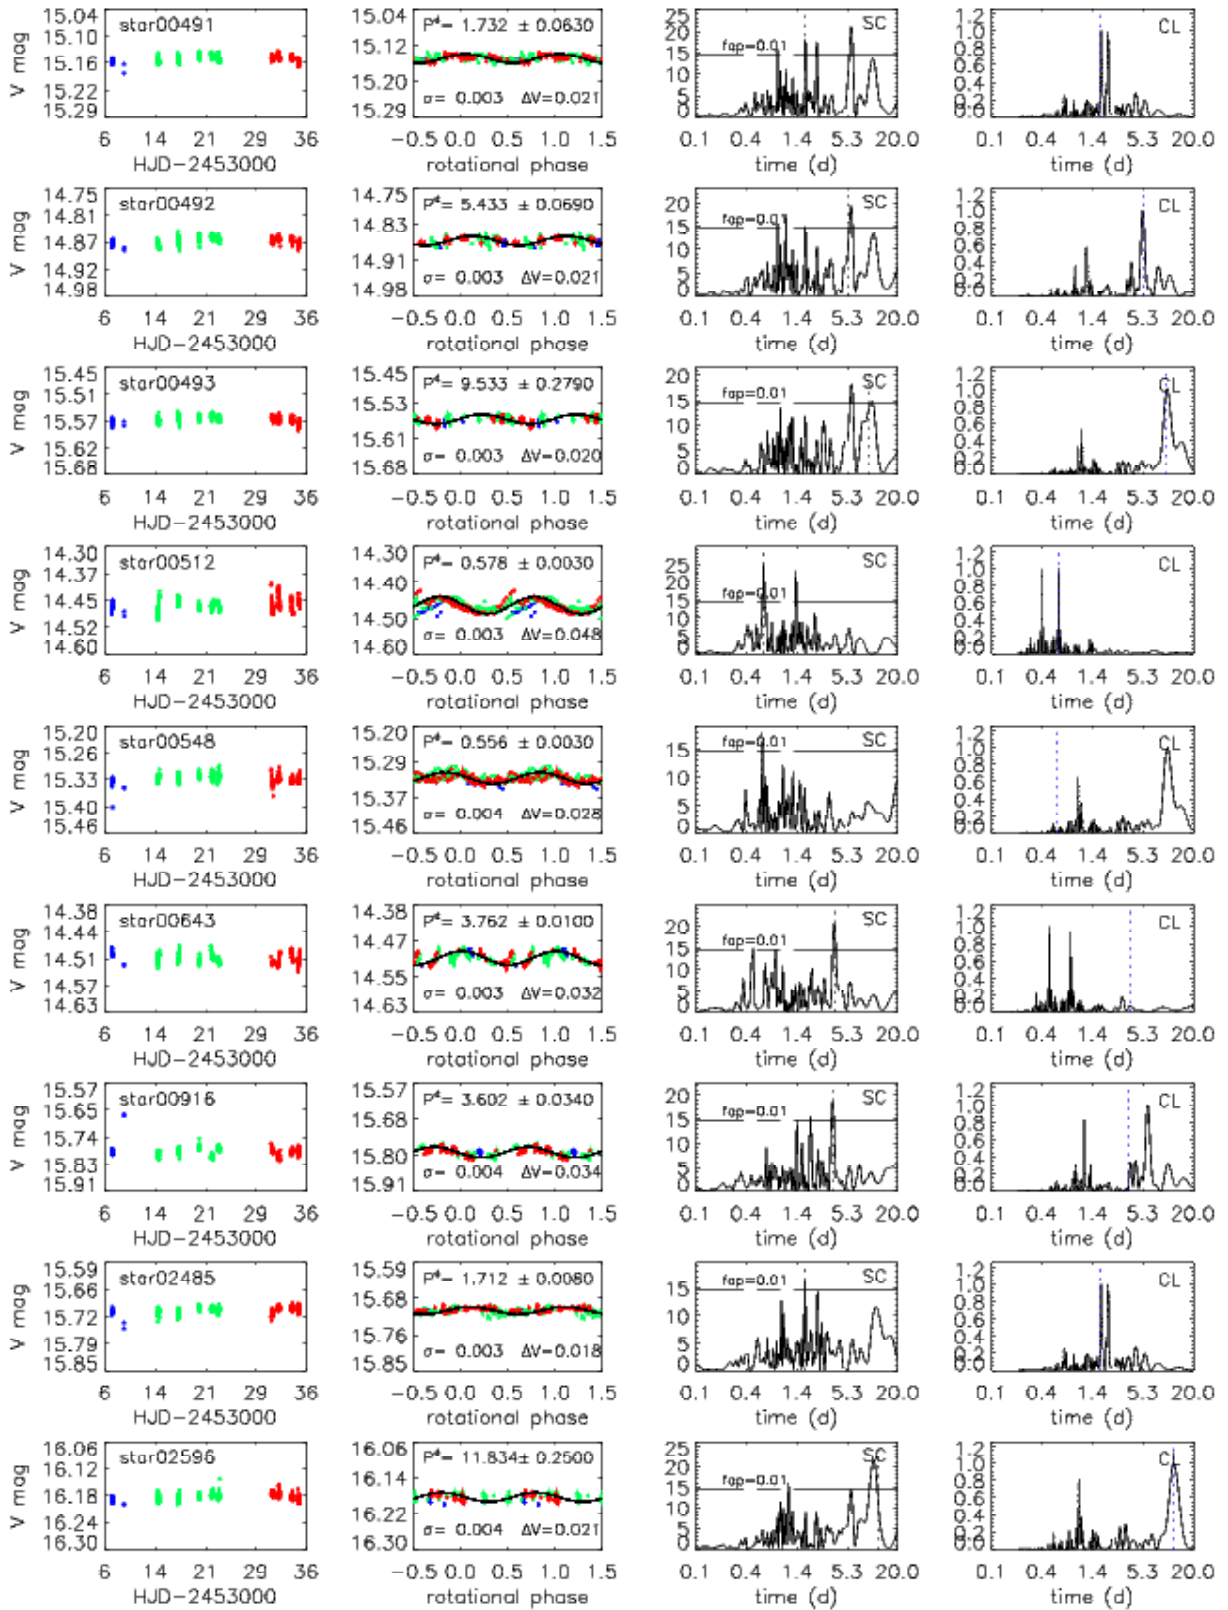 star00491
V mag
15.04
15.10
15.16
15.22
15.29
6 14 21 29 36
HJD-2453000
P^d= 1.732 ± 0.0630
15.04
15.12
15.21
15.29
σ= 0.003 ΔV=0.021
-0.5 0.0 0.5 1.0 1.5
rotational phase
SC
fap=0.01
25
20
15
10
5
0
0.1 0.4 1.4 5.3 20.0
time (d)
CL
1.2
1.0
0.8
0.6
0.4
0.2
0.0
0.1 0.4 1.4 5.3 20.0
time (d)
star00492
V mag
14.75
14.81
14.87
14.92
14.98
6 14 21 29 36
HJD-2453000
P^d= 5.433 ± 0.0690
14.75
14.83
14.91
14.98
σ= 0.003 ΔV=0.021
-0.5 0.0 0.5 1.0 1.5
rotational phase
SC
fap=0.01
20
15
10
5
0
0.1 0.4 1.4 5.3 20.0
time (d)
CL
1.2
1.0
0.8
0.6
0.4
0.2
0.0
0.1 0.4 1.4 5.3 20.0
time (d)
star00493
V mag
15.45
15.51
15.57
15.62
15.68
6 14 21 29 36
HJD-2453000
P^d= 9.533 ± 0.2790
15.45
15.53
15.61
15.68
σ= 0.003 ΔV=0.020
-0.5 0.0 0.5 1.0 1.5
rotational phase
SC
fap=0.01
20
15
10
5
0
0.1 0.4 1.4 5.3 20.0
time (d)
CL
1.2
1.0
0.8
0.6
0.4
0.2
0.0
0.1 0.4 1.4 5.3 20.0
time (d)
star00512
V mag
14.30
14.37
14.45
14.52
14.60
6 14 21 29 36
HJD-2453000
P^d= 0.578 ± 0.0030
14.30
14.40
14.50
14.60
σ= 0.003 ΔV=0.048
-0.5 0.0 0.5 1.0 1.5
rotational phase
SC
fap=0.01
25
20
15
10
5
0
0.1 0.4 1.4 5.3 20.0
time (d)
CL
1.2
1.0
0.8
0.6
0.4
0.2
0.0
0.1 0.4 1.4 5.3 20.0
time (d)
star00548
V mag
15.20
15.26
15.33
15.40
15.46
6 14 21 29 36
HJD-2453000
P^d= 0.556 ± 0.0030
15.20
15.29
15.37
15.46
σ= 0.004 ΔV=0.028
-0.5 0.0 0.5 1.0 1.5
rotational phase
SC
fap=0.01
15
10
5
0
0.1 0.4 1.4 5.3 20.0
time (d)
CL
1.2
1.0
0.8
0.6
0.4
0.2
0.0
0.1 0.4 1.4 5.3 20.0
time (d)
star00643
V mag
14.38
14.44
14.51
14.57
14.63
6 14 21 29 36
HJD-2453000
P^d= 3.762 ± 0.0100
14.38
14.47
14.55
14.63
σ= 0.003 ΔV=0.032
-0.5 0.0 0.5 1.0 1.5
rotational phase
SC
fap=0.01
20
15
10
5
0
0.1 0.4 1.4 5.3 20.0
time (d)
CL
1.2
1.0
0.8
0.6
0.4
0.2
0.0
0.1 0.4 1.4 5.3 20.0
time (d)
star00916
V mag
15.57
15.65
15.74
15.83
15.91
6 14 21 29 36
HJD-2453000
P^d= 3.602 ± 0.0340
15.57
15.68
15.80
15.91
σ= 0.004 ΔV=0.034
-0.5 0.0 0.5 1.0 1.5
rotational phase
SC
fap=0.01
20
15
10
5
0
0.1 0.4 1.4 5.3 20.0
time (d)
CL
1.2
1.0
0.8
0.6
0.4
0.2
0.0
0.1 0.4 1.4 5.3 20.0
time (d)
star02485
V mag
15.59
15.66
15.72
15.79
15.85
6 14 21 29 36
HJD-2453000
P^d= 1.712 ± 0.0080
15.59
15.68
15.76
15.85
σ= 0.003 ΔV=0.018
-0.5 0.0 0.5 1.0 1.5
rotational phase
SC
fap=0.01
15
10
5
0
0.1 0.4 1.4 5.3 20.0
time (d)
CL
1.2
1.0
0.8
0.6
0.4
0.2
0.0
0.1 0.4 1.4 5.3 20.0
time (d)
star02596
V mag
16.06
16.12
16.18
16.24
16.30
6 14 21 29 36
HJD-2453000
P^d= 11.834± 0.2500
16.06
16.14
16.22
16.30
σ= 0.004 ΔV=0.021
-0.5 0.0 0.5 1.0 1.5
rotational phase
SC
fap=0.01
25
20
15
10
5
0
0.1 0.4 1.4 5.3 20.0
time (d)
CL
1.2
1.0
0.8
0.6
0.4
0.2
0.0
0.1 0.4 1.4 5.3 20.0
time (d)